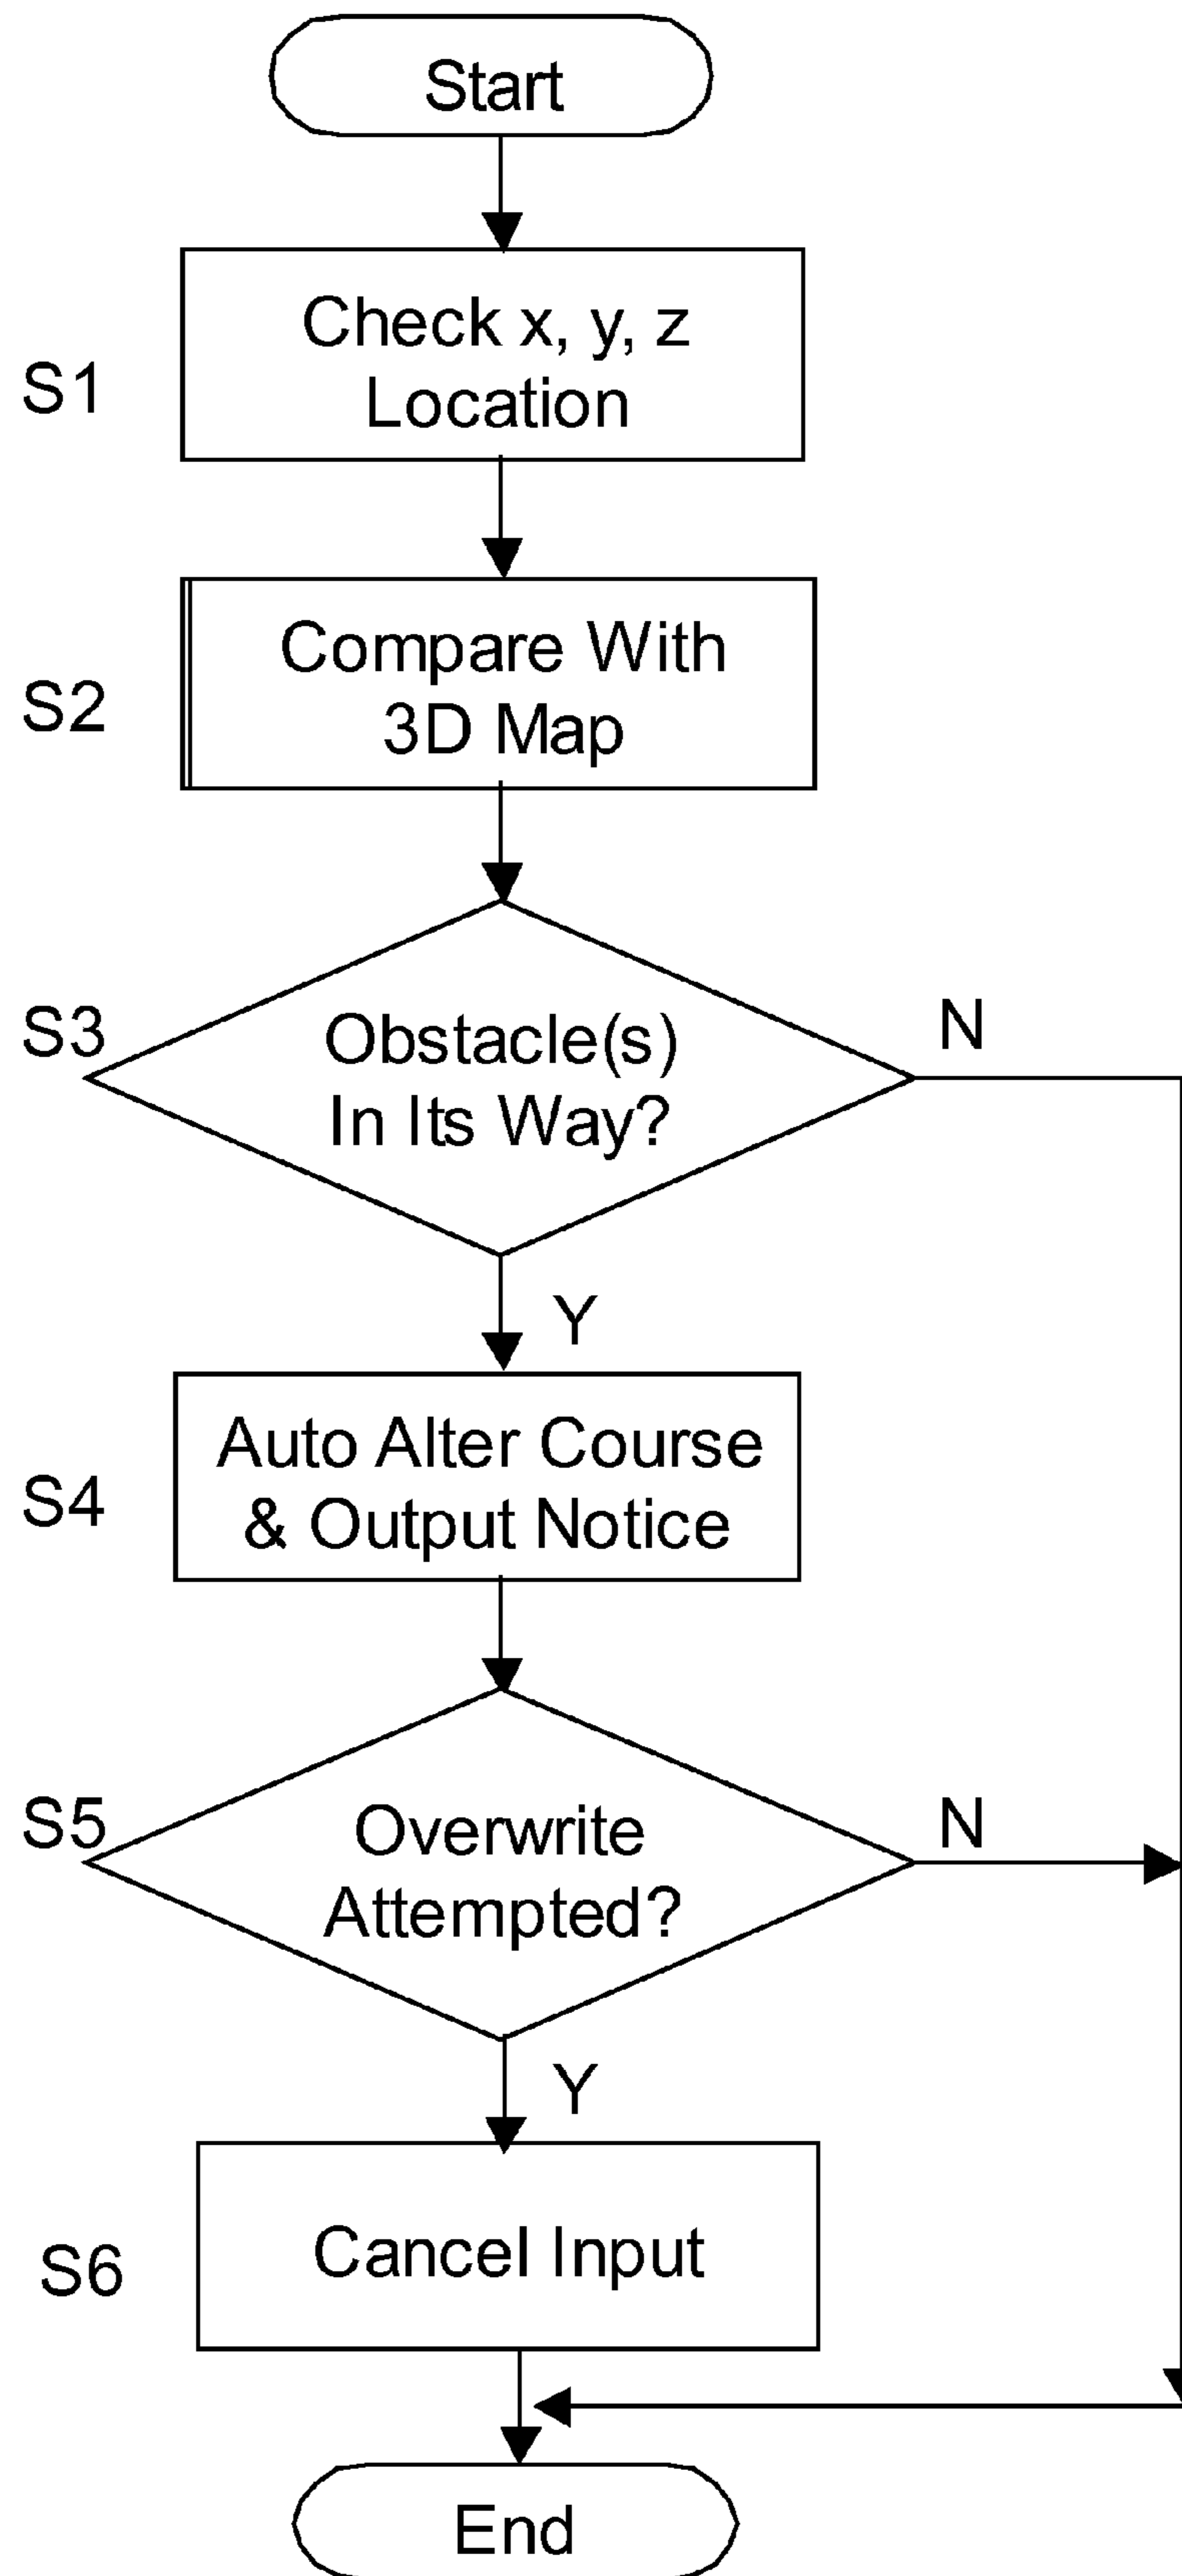 Start
S1
Check x, y, z
Location
S2
Compare With
3D Map
S3
Obstacle(s)
In Its Way?
N
Y
S4
Auto Alter Course
& Output Notice
S5
Overwrite
Attempted?
N
Y
S6
Cancel Input
End